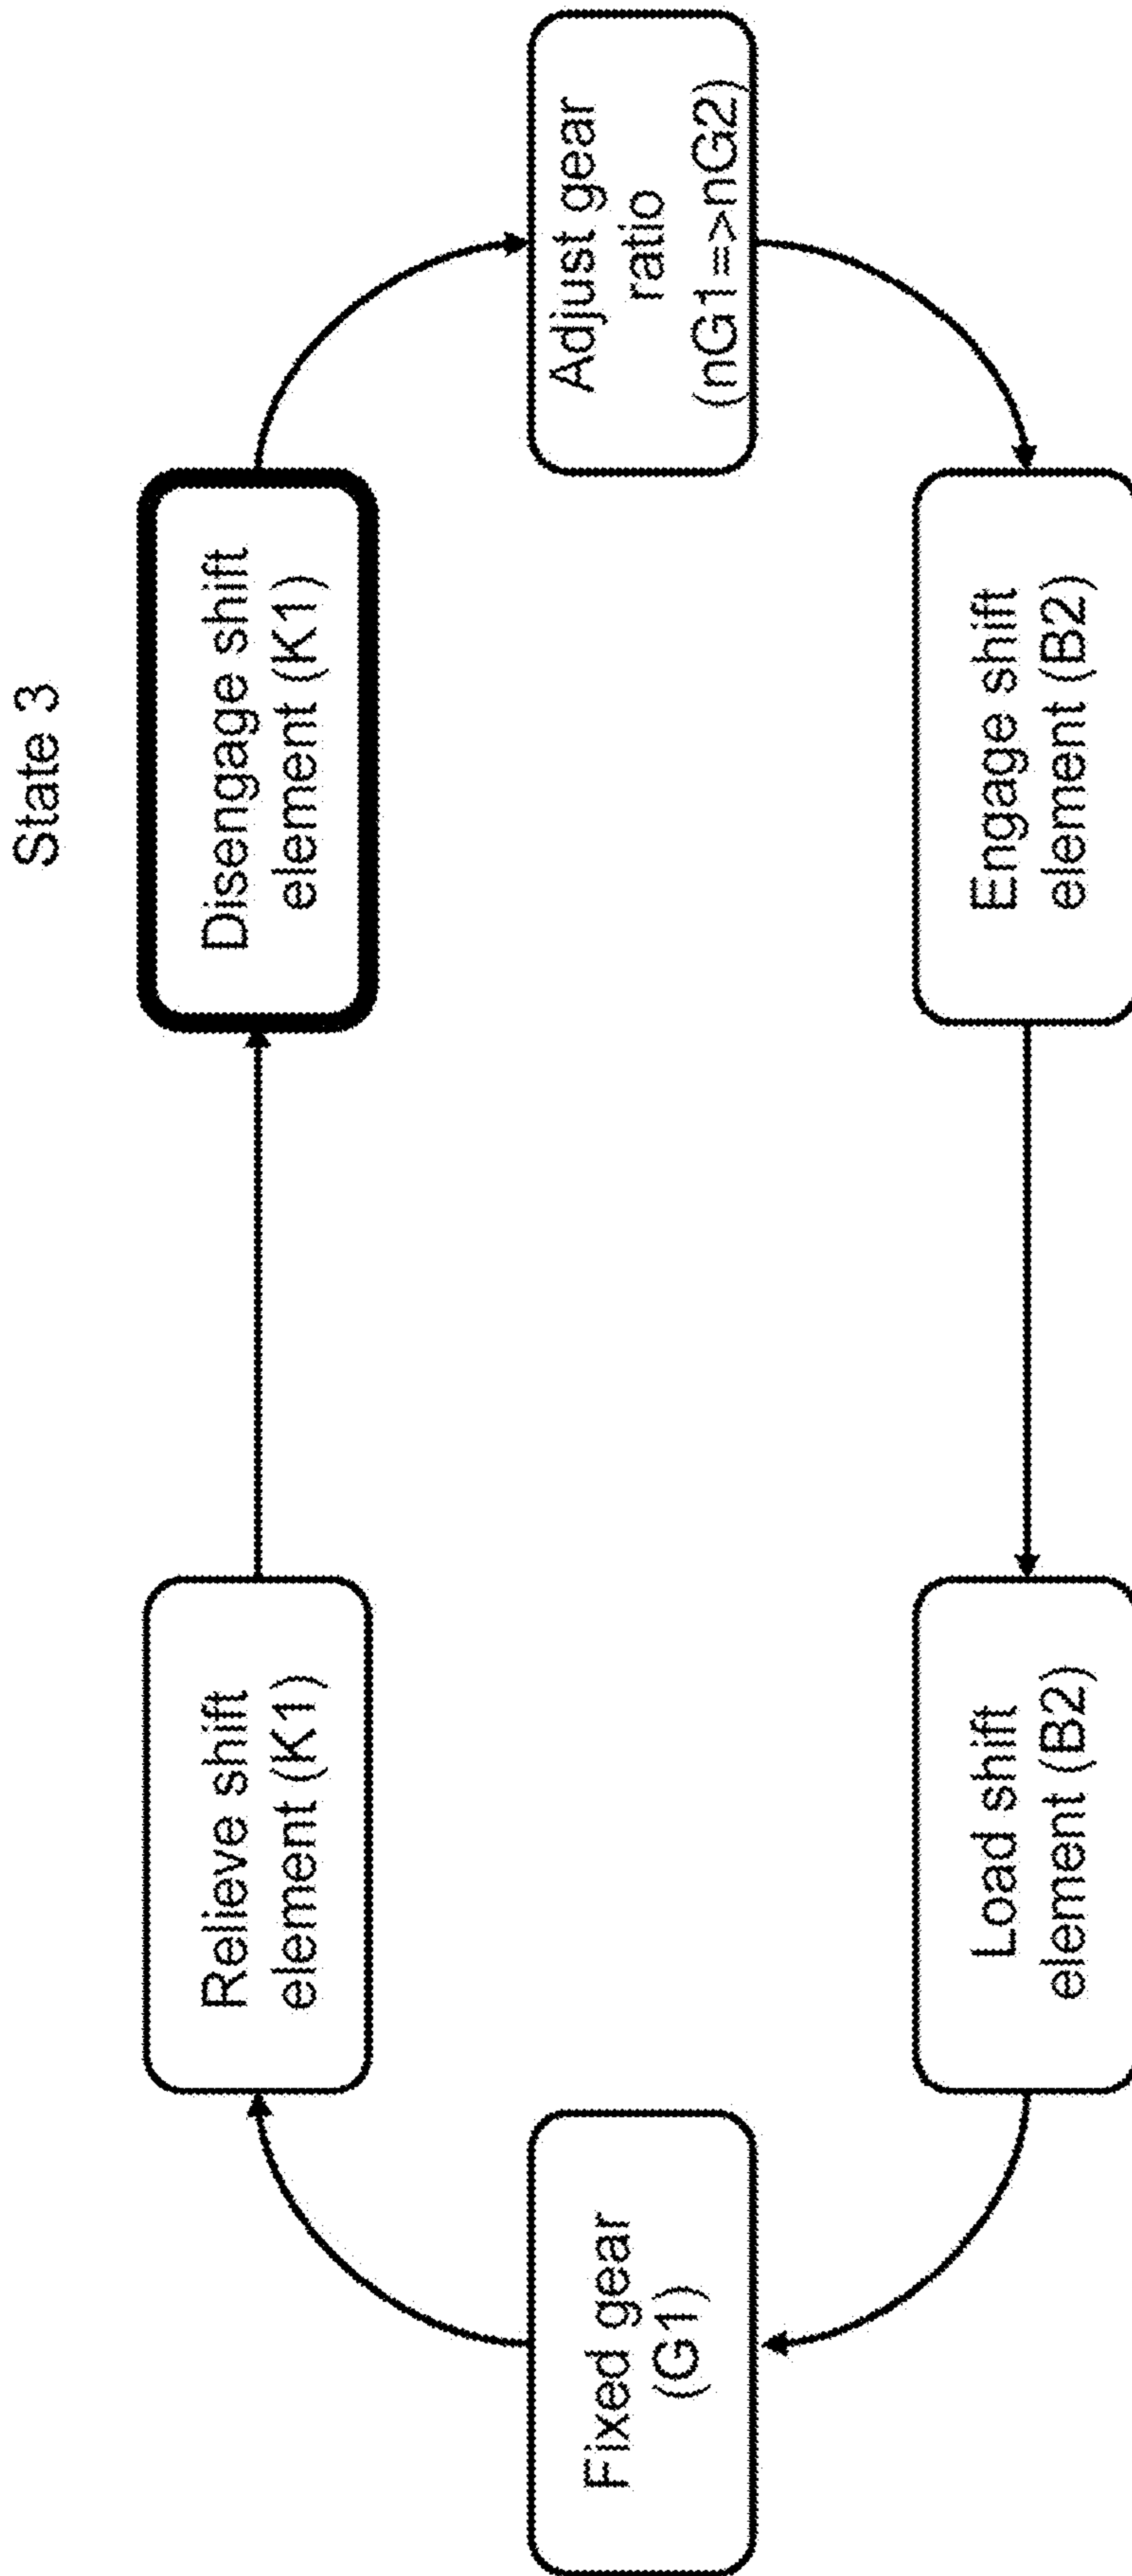 State 3
Relieve shift
element (K1)
Disengage shift
element (K1)
Fixed gear
(G1)
Adjust gear
ratio
(nG1=>nG2)
Load shift
element (B2)
Engage shift
element (B2)